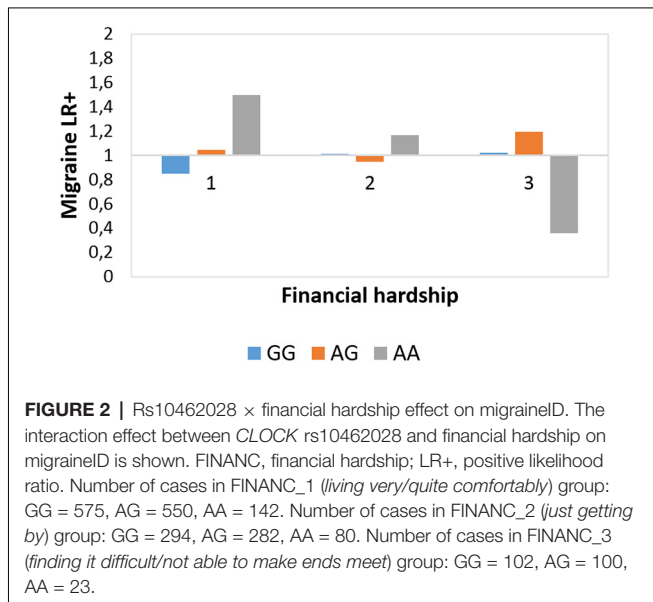 2
1,8
1,6
1,4
1,2
1
0,8
0,6
0,4
0,2
0
Migraine LR+
1 2 3
Financial hardship
GG AG AA
FIGURE 2 | Rs10462028 × financial hardship effect on migraineID. The
interaction effect between CLOCK rs10462028 and financial hardship on
migraineID is shown. FINANC, financial hardship; LR+, positive likelihood
ratio. Number of cases in FINANC_1 (living very/quite comfortably) group:
GG = 575, AG = 550, AA = 142. Number of cases in FINANC_2 (just getting
by) group: GG = 294, AG = 282, AA = 80. Number of cases in FINANC_3
(finding it difficult/not able to make ends meet) group: GG = 102, AG = 100,
AA = 23.